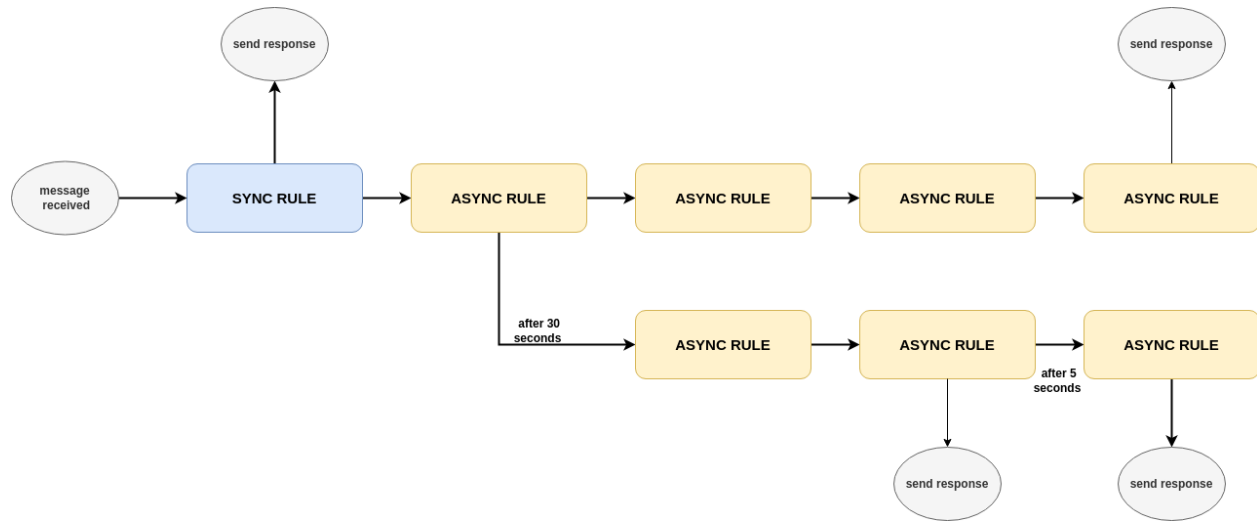 send response
send response
message
received
SYNC RULE
ASYNC RULE
ASYNC RULE
ASYNC RULE
ASYNC RULE
after 30
seconds
ASYNC RULE
ASYNC RULE
after 5
seconds
ASYNC RULE
send response
send response